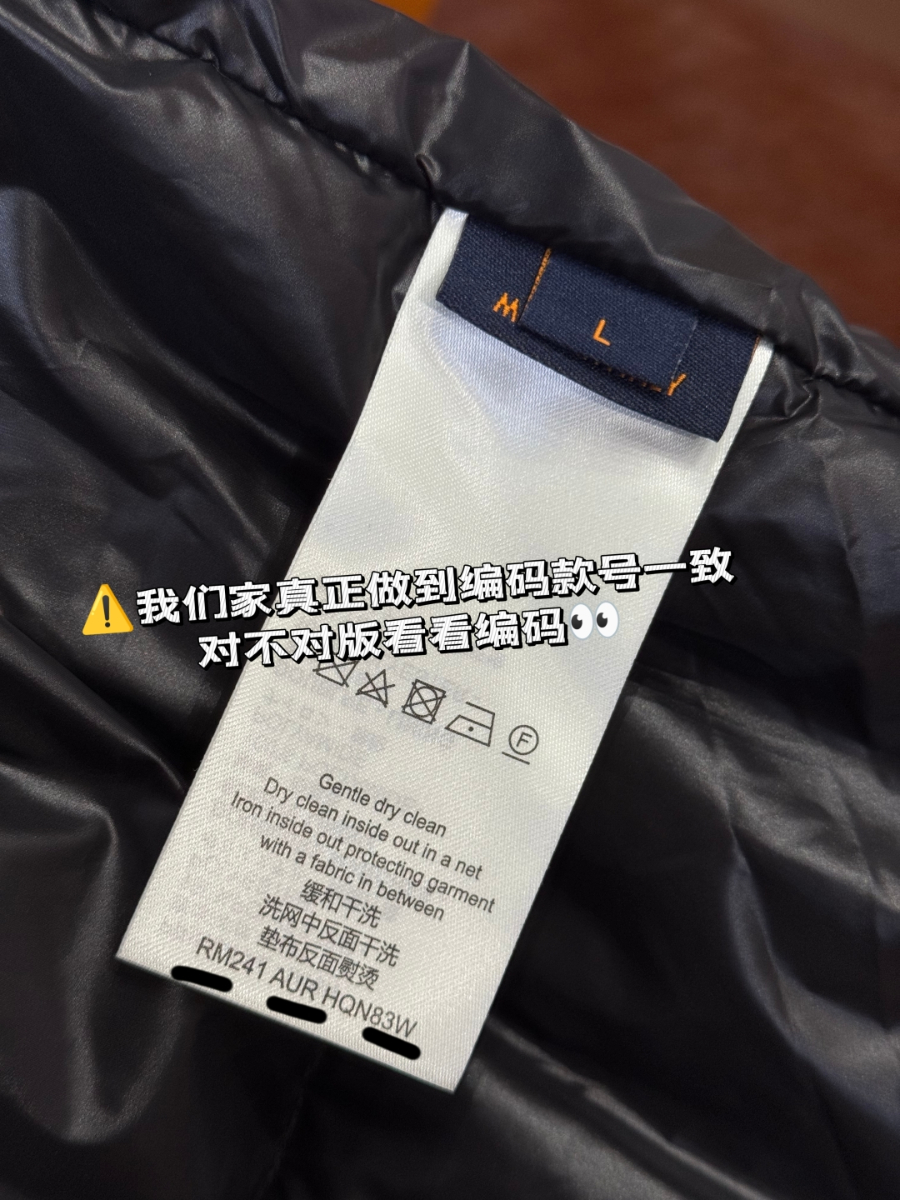 W
L
Y
⚠️我们家真正做到编码款号一致
对不对版看看编码👀
F
Gentle dry clean
Dry clean inside out in a net
Iron inside out protecting garment
with a fabric in between
缓和干洗
洗网中反面干洗
垫布反面熨烫
RM241 AUR HQN83W